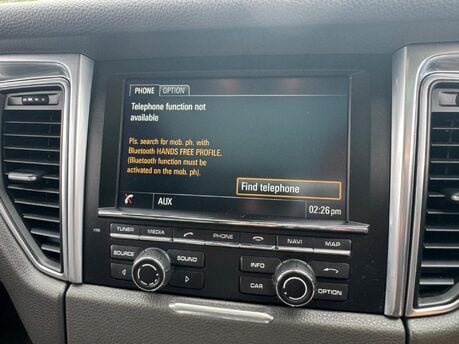 PHONE OPTION
Telephone function not
available
Pls. search for mob. ph. with
Bluetooth HANDS FREE PROFILE.
(Bluetooth function must be
activated on the mob. ph).
Find telephone
AUX 02:26 pm
TUNER MEDIA PHONE NAVI MAP
SOURCE SOUND INFO
CAR OPTION